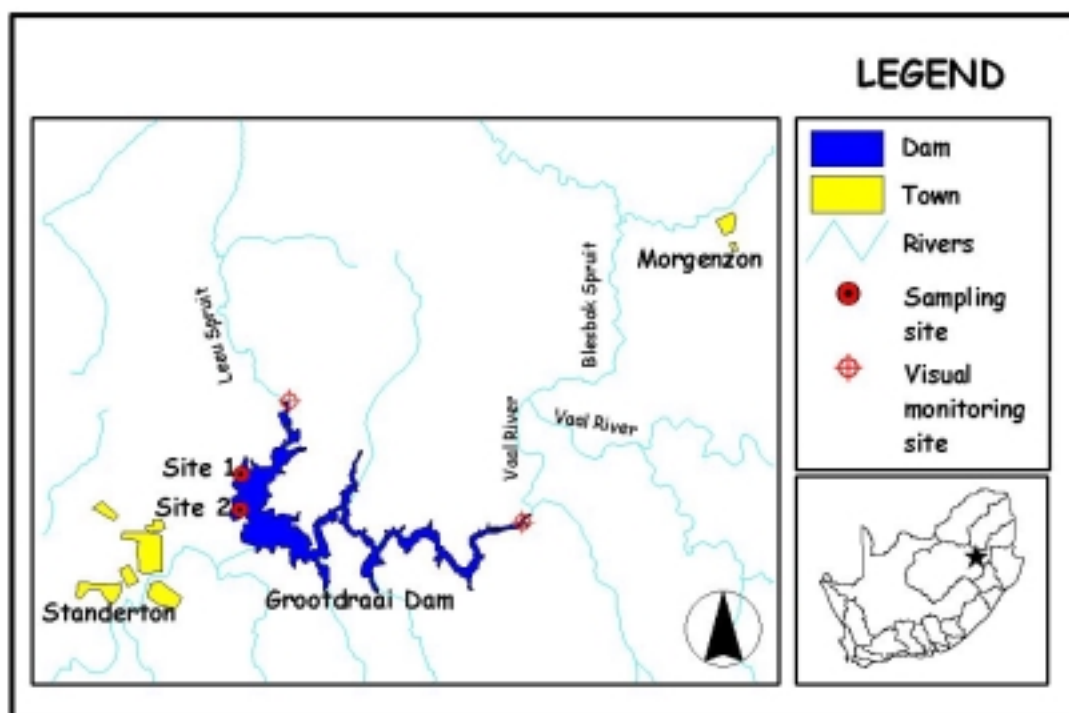 LEGEND
Dam
Town
Rivers
Sampling
site
Visual
monitoring
site
Morgenzon
Blesbok Spruit
Leeu Spruit
Vaal River
Vaal River
Site 1
Site 2
Standerton
Grootdraai Dam